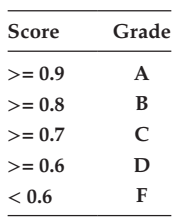 Score Grade
>= 0.9 A
>= 0.8 B
>= 0.7 C
>= 0.6 D
< 0.6 F